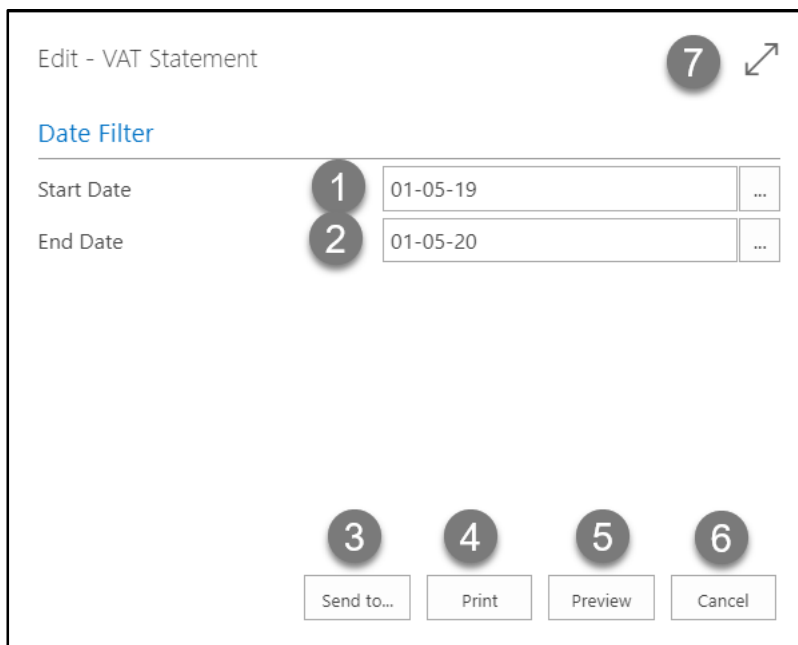 Edit - VAT Statement 7
Date Filter
Start Date 1 01-05-19 ...
End Date 2 01-05-20 ...
3 4 5 6
Send to... Print Preview Cancel